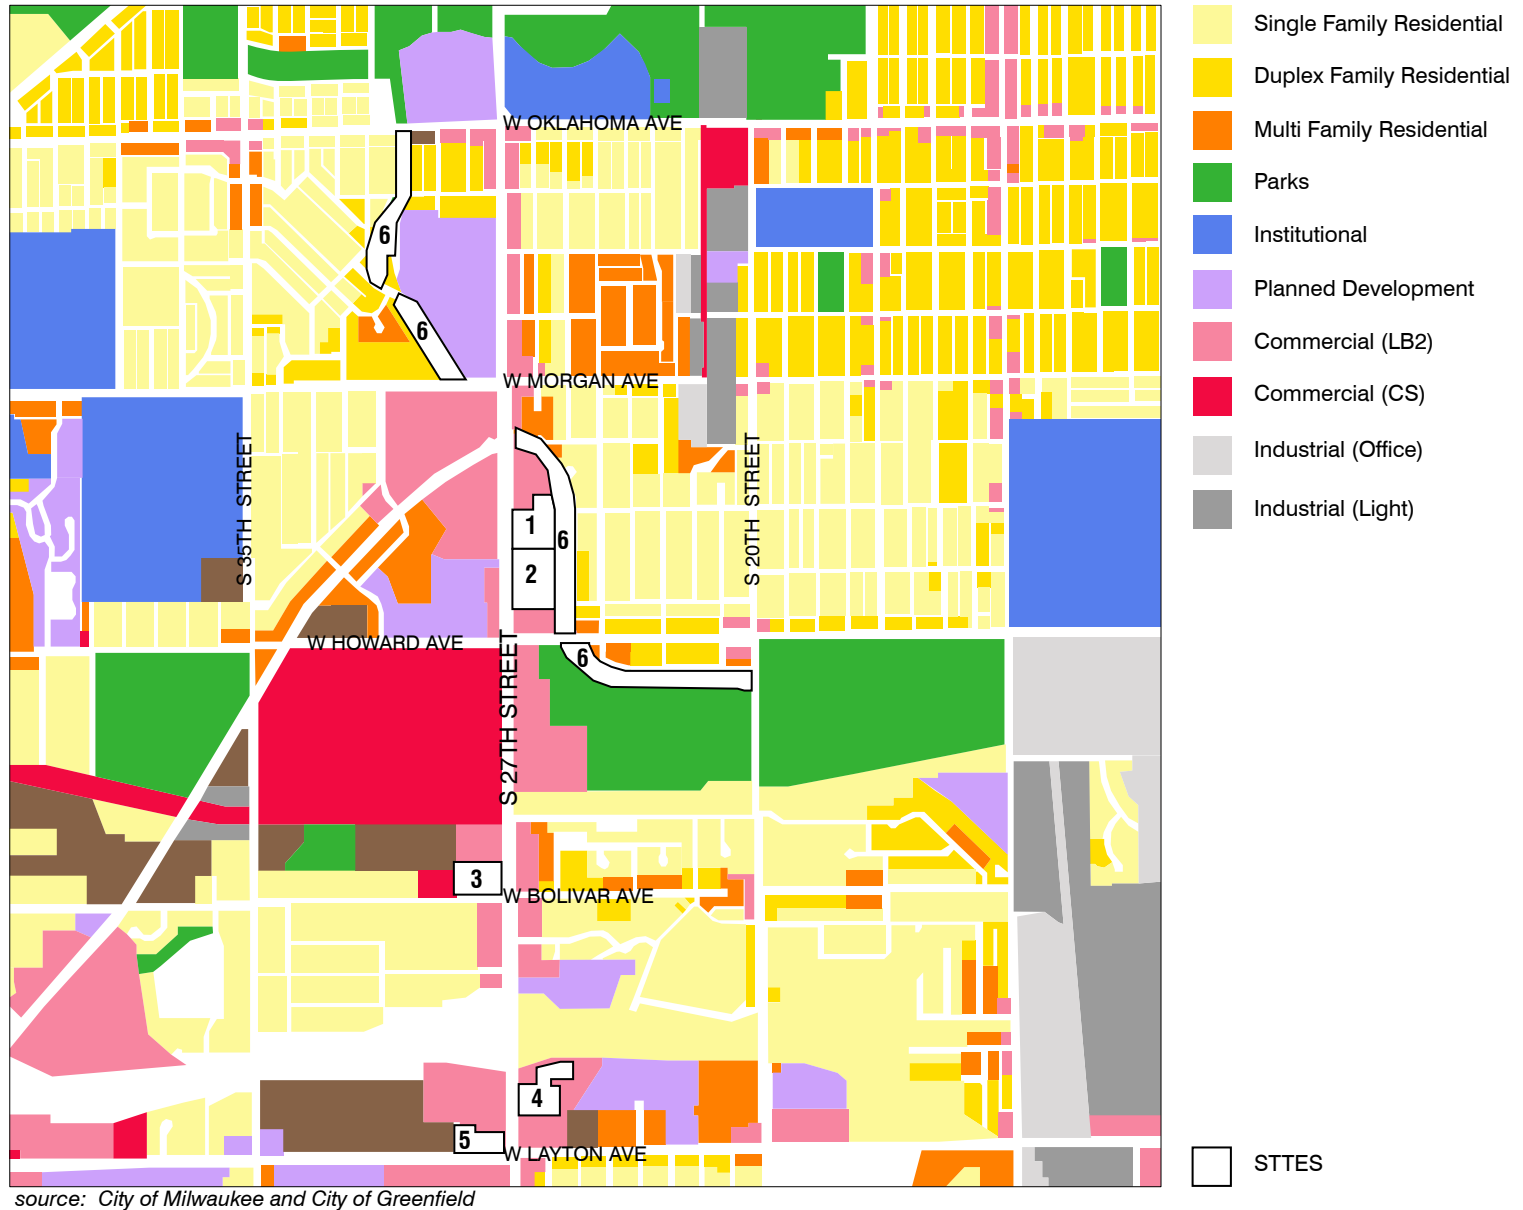 Single Family Residential
Duplex Family Residential
W OKLAHOMA AVE
Multi Family Residential
Parks
6
Institutional
Planned Development
6
Commercial (LB2)
W MORGAN AVE
Commercial (CS)
Industrial (Office)
S 35TH STREET
S 20TH STREET
1
6
Industrial (Light)
2
W HOWARD AVE
6
S 27TH STREET
3
W BOLIVAR AVE
4
5
W LAYTON AVE
STTES
source: City of Milwaukee and City of Greenfield